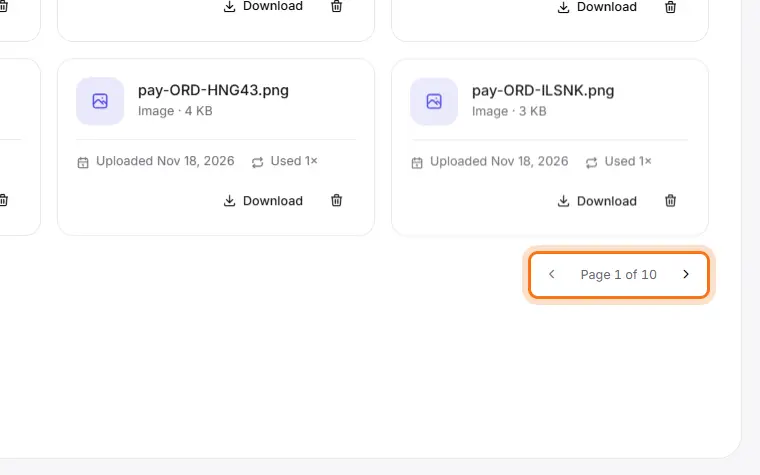 Download
Download
pay-ORD-HNG43.png
Image · 4 KB
Uploaded Nov 18, 2026 Used 1×
Download
pay-ORD-ILSNK.png
Image · 3 KB
Uploaded Nov 18, 2026 Used 1×
Download
Page 1 of 10